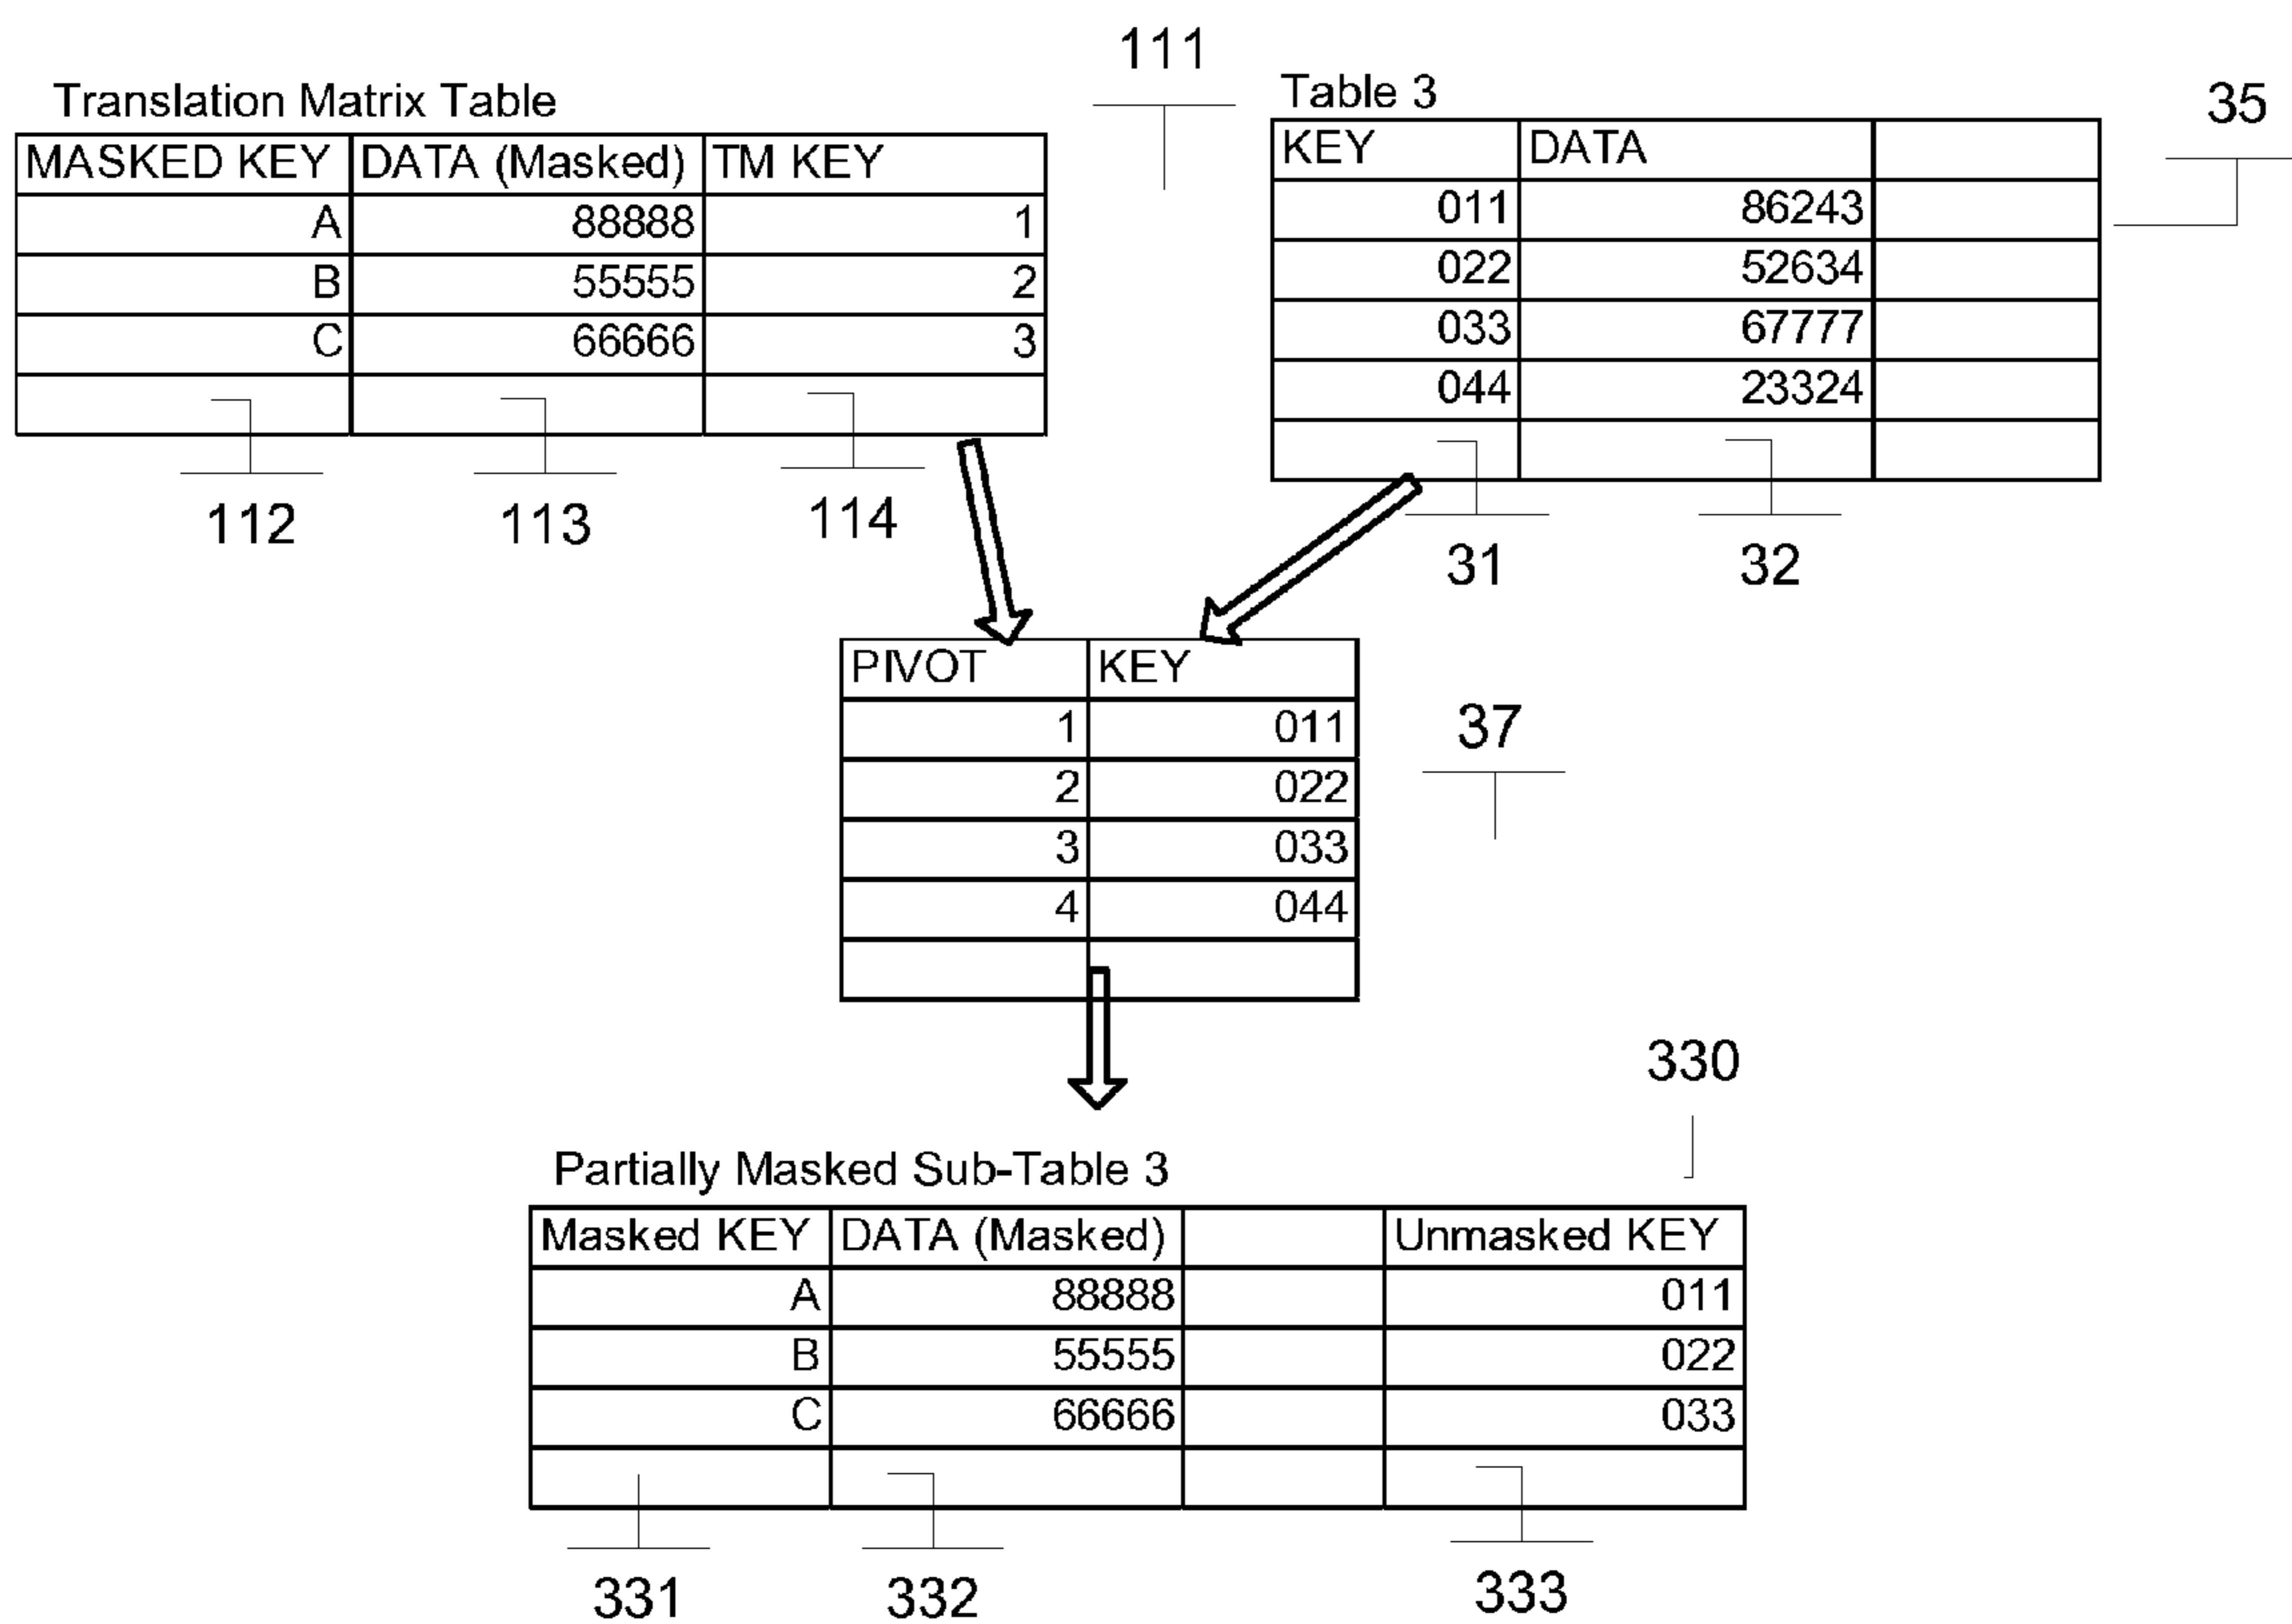 111
Translation Matrix Table
MASKED KEY DATA (Masked) TM KEY
A 88888 1
B 55555 2
C 66666 3
112 113 114
Table 3
35
KEY DATA
011 86243
022 52634
033 67777
044 23324
31 32
PIVOT KEY
1 011
2 022
3 033
4 044
37
330
Partially Masked Sub-Table 3
Masked KEY DATA (Masked) Unmasked KEY
A 88888 011
B 55555 022
C 66666 033
331 332 333